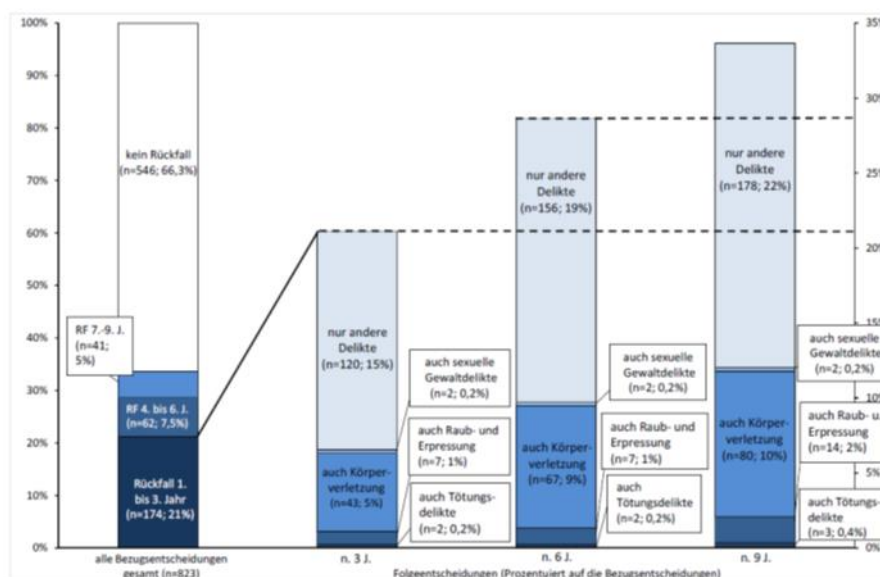 100%
90%
80%
70%
60%
50%
40%
30%
20%
10%
0%
kein Rückfall
(n=546; 66,3%)
RF 7.-9. J.
(n=41;
5%)
RF 4. bis 6. J.
(n=62; 7,5%)
Rückfall 1.
bis 3. Jahr
(n=174; 21%)
alle Bezugsentscheidungen
gesamt (n=823)
nur andere
Delikte
(n=120; 15%)
auch Körper-
verletzung
(n=43; 5%)
auch sexuelle
Gewaltdelikte
(n=2; 0,2%)
auch Raub- und
Erpressung
(n=7; 1%)
auch Tötungs-
delikte
(n=2; 0,2%)
n. 3 J.
nur andere
Delikte
(n=156; 19%)
auch Körper-
verletzung
(n=67; 9%)
auch sexuelle
Gewaltdelikte
(n=2; 0,2%)
auch Raub- und
Erpressung
(n=7; 1%)
auch
Tötungsdelikte
(n=2; 0,2%)
n. 6 J.
nur andere
Delikte
(n=178; 22%)
auch Körper-
verletzung
(n=80; 10%)
auch sexuelle
Gewaltdelikte
(n=2; 0,2%)
auch Raub- u
Erpressung
(n=14; 2%)
auch Tötungs-
delikte
(n=3; 0,4%)
n. 9 J.
Folgeentscheidungen (Prozentuiert auf die Bezugsentscheidungen)
35%
30%
25%
20%
15%
10%
5%
0%